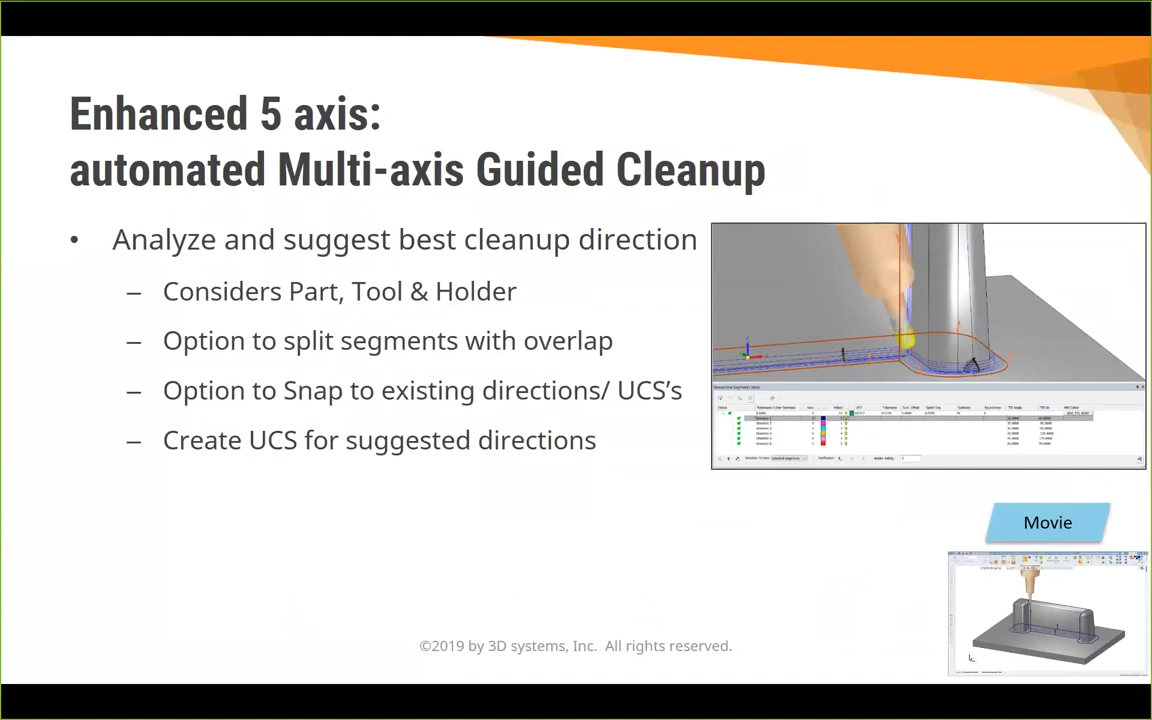 Enhanced 5 axis:
automated Multi-axis Guided Cleanup
• Analyze and suggest best cleanup direction
– Considers Part, Tool & Holder
– Option to split segments with overlap
– Option to Snap to existing directions/ UCS’s
– Create UCS for suggested directions
Movie
©2019 by 3D systems, Inc.  All rights reserved.